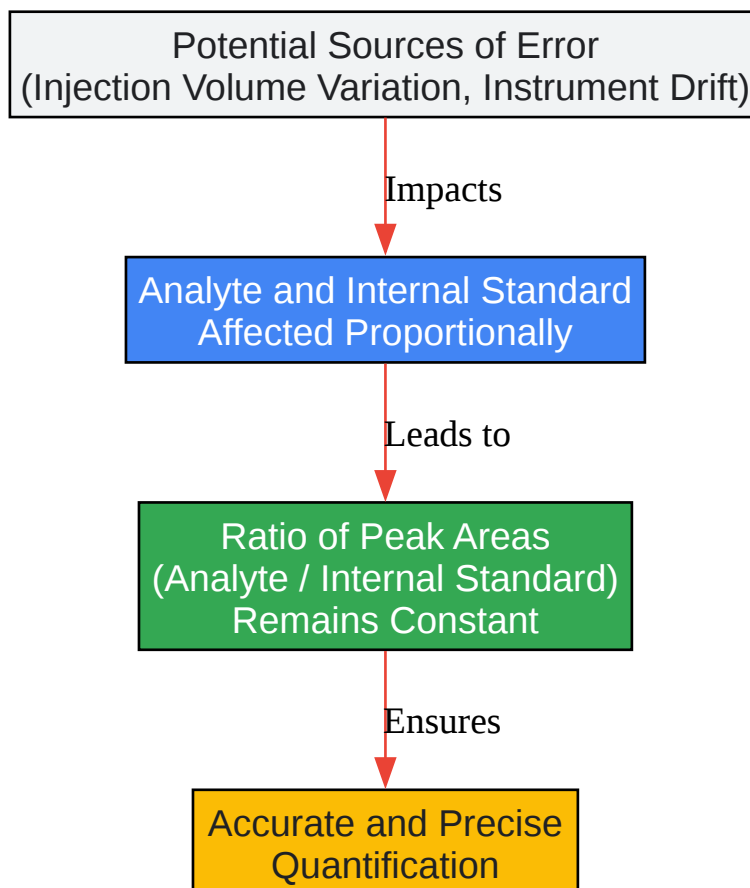 Potential Sources of Error
(Injection Volume Variation, Instrument Drift)
Impacts
Analyte and Internal Standard
Affected Proportionally
Leads to
Ratio of Peak Areas
(Analyte / Internal Standard)
Remains Constant
Ensures
Accurate and Precise
Quantification